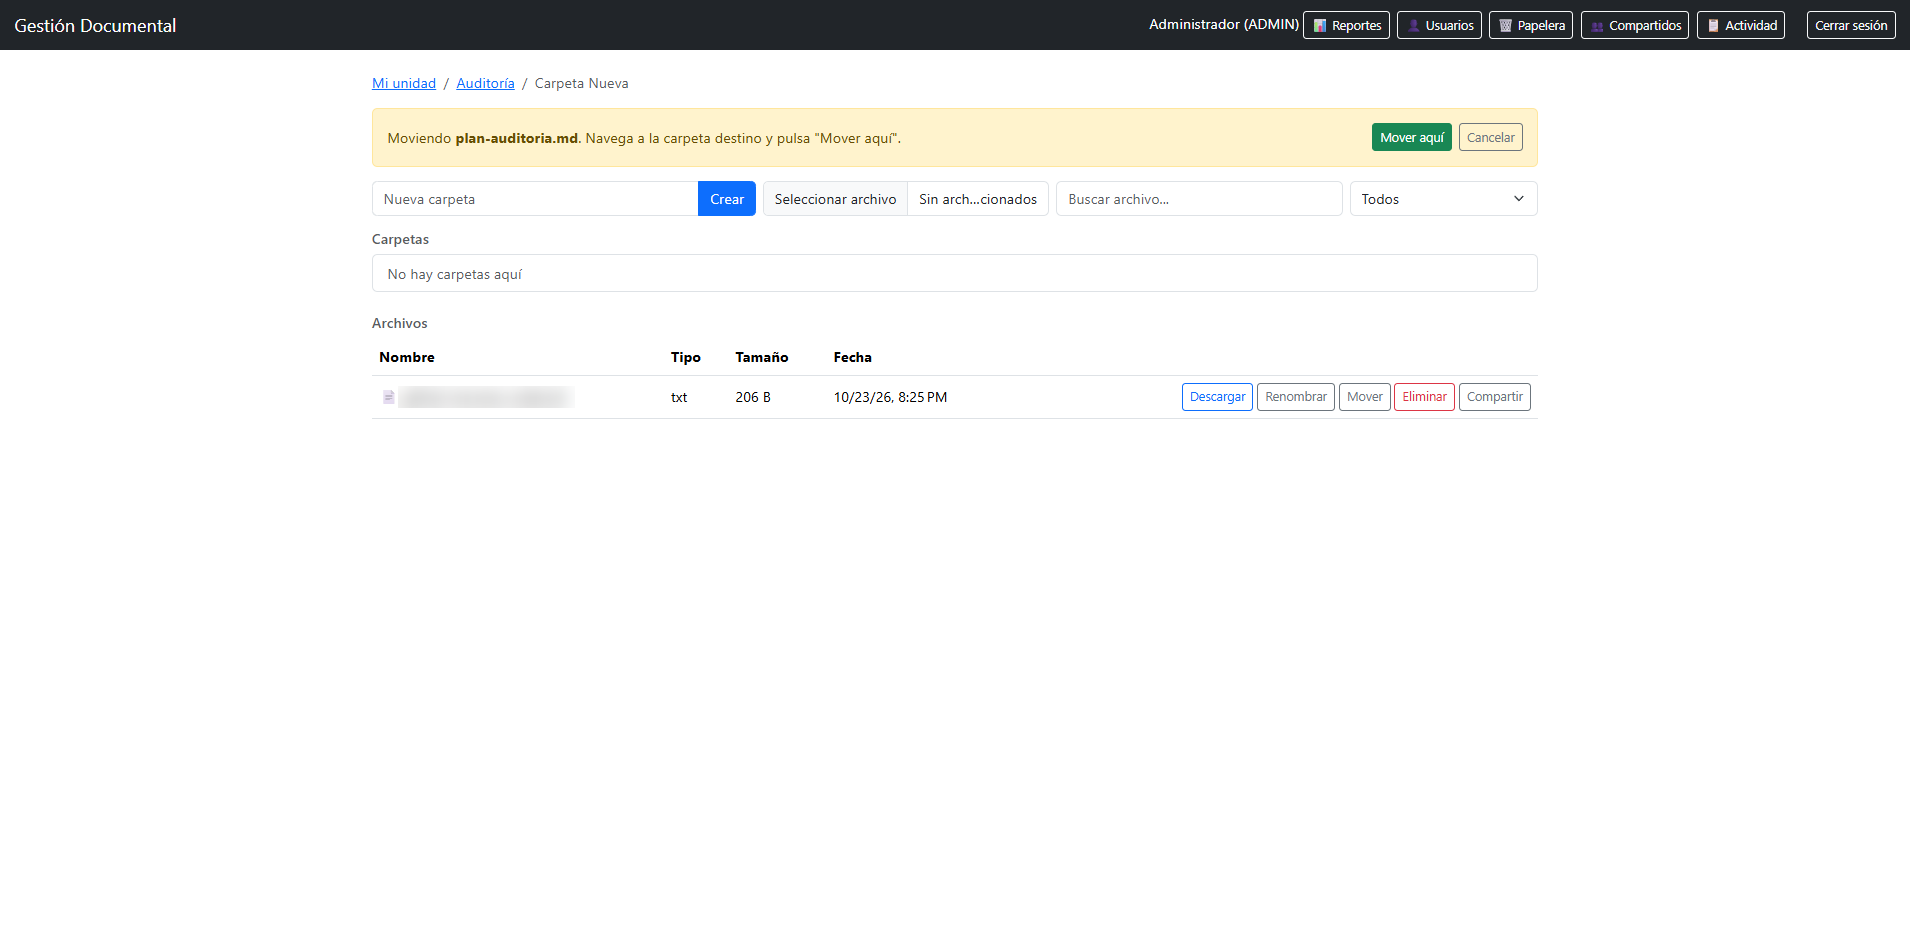 Gestión Documental
Administrador (ADMIN) Reportes Usuarios Papelera Compartidos Actividad Cerrar sesión
Mi unidad / Auditoría / Carpeta Nueva
Moviendo plan-auditoria.md. Navega a la carpeta destino y pulsa "Mover aquí". Mover aquí Cancelar
Nueva carpeta Crear Seleccionar archivo Sin arch...cionados Buscar archivo... Todos
Carpetas
No hay carpetas aquí
Archivos
Nombre Tipo Tamaño Fecha
txt 206 B 10/23/26, 8:25 PM Descargar Renombrar Mover Eliminar Compartir